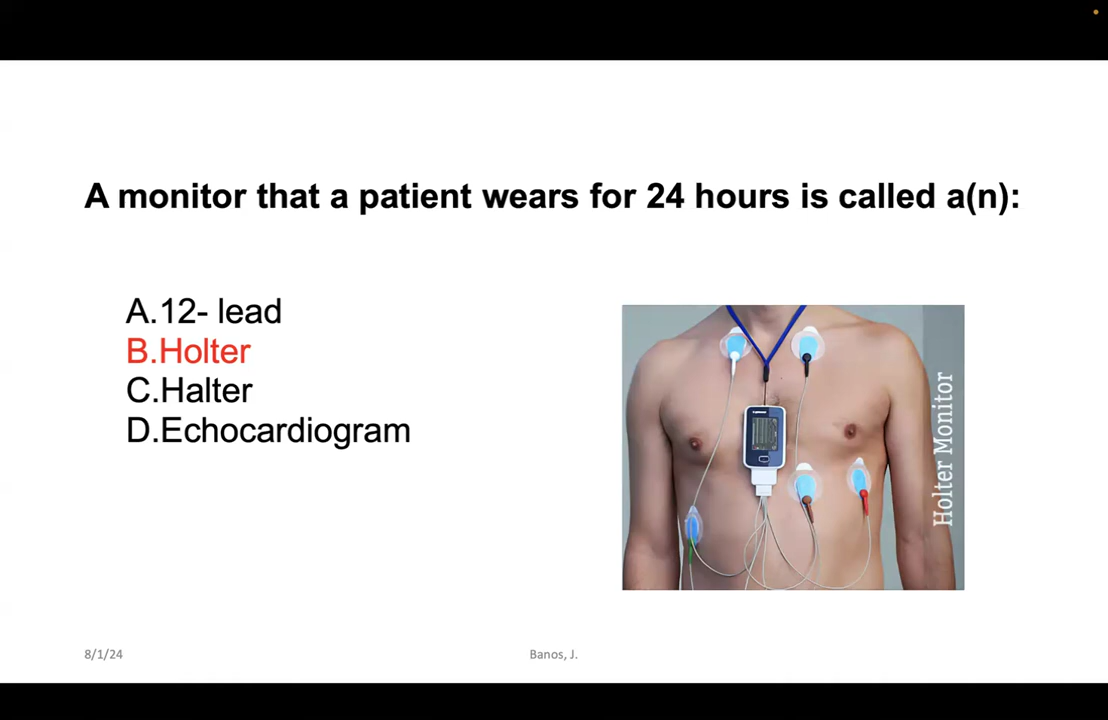 A monitor that a patient wears for 24 hours is called a(n):
A.12- lead
B.Holter
C.Halter
D.Echocardiogram
Holter Monitor
8/1/24
Banos, J.